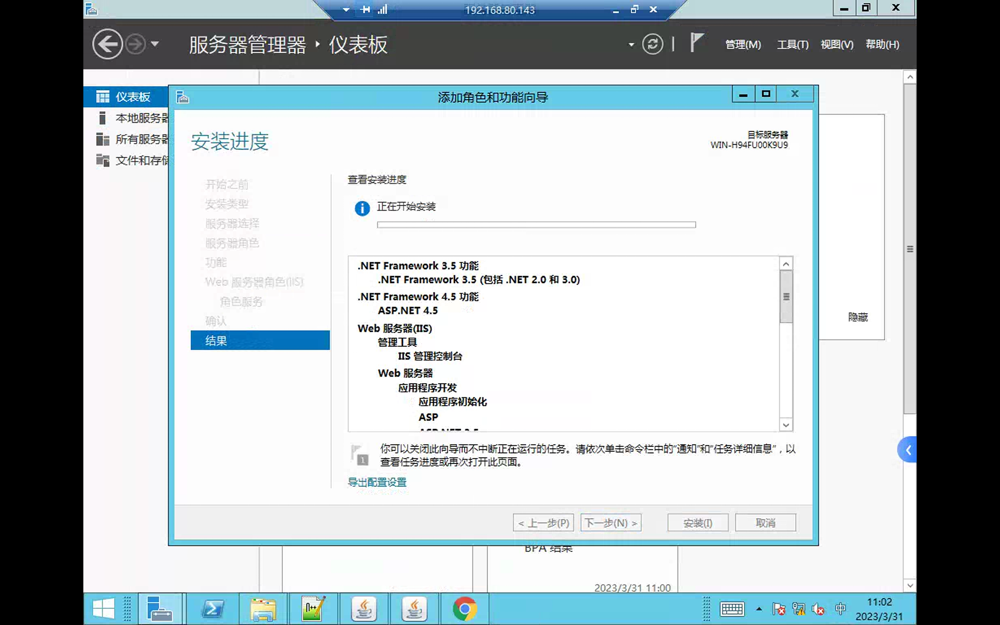 192.168.80.143
服务器管理器 ‣ 仪表板
管理(M) 工具(T) 视图(V) 帮助(H)
仪表板
本地服务器
所有服务器
文件和存储
添加角色和功能向导
安装进度
目标服务器
WIN-H94FU00K9U9
开始之前
安装类型
服务器选择
服务器角色
功能
Web 服务器角色(IIS)
角色服务
确认
结果
查看安装进度
正在开始安装
.NET Framework 3.5 功能
.NET Framework 3.5 (包括 .NET 2.0 和 3.0)
.NET Framework 4.5 功能
ASP.NET 4.5
Web 服务器(IIS)
管理工具
IIS 管理控制台
Web 服务器
应用程序开发
应用程序初始化
ASP
ASP.NET 3.5
1
你可以关闭此向导而不中断正在运行的任务。请依次单击命令栏中的“通知”和“任务详细信息”，以
查看任务进度或再次打开此页面。
导出配置设置
< 上一步(P) 下一步(N) > 安装(I) 取消
隐藏
BPA 结果
2023/3/31 11:00
中
11:02
2023/3/31